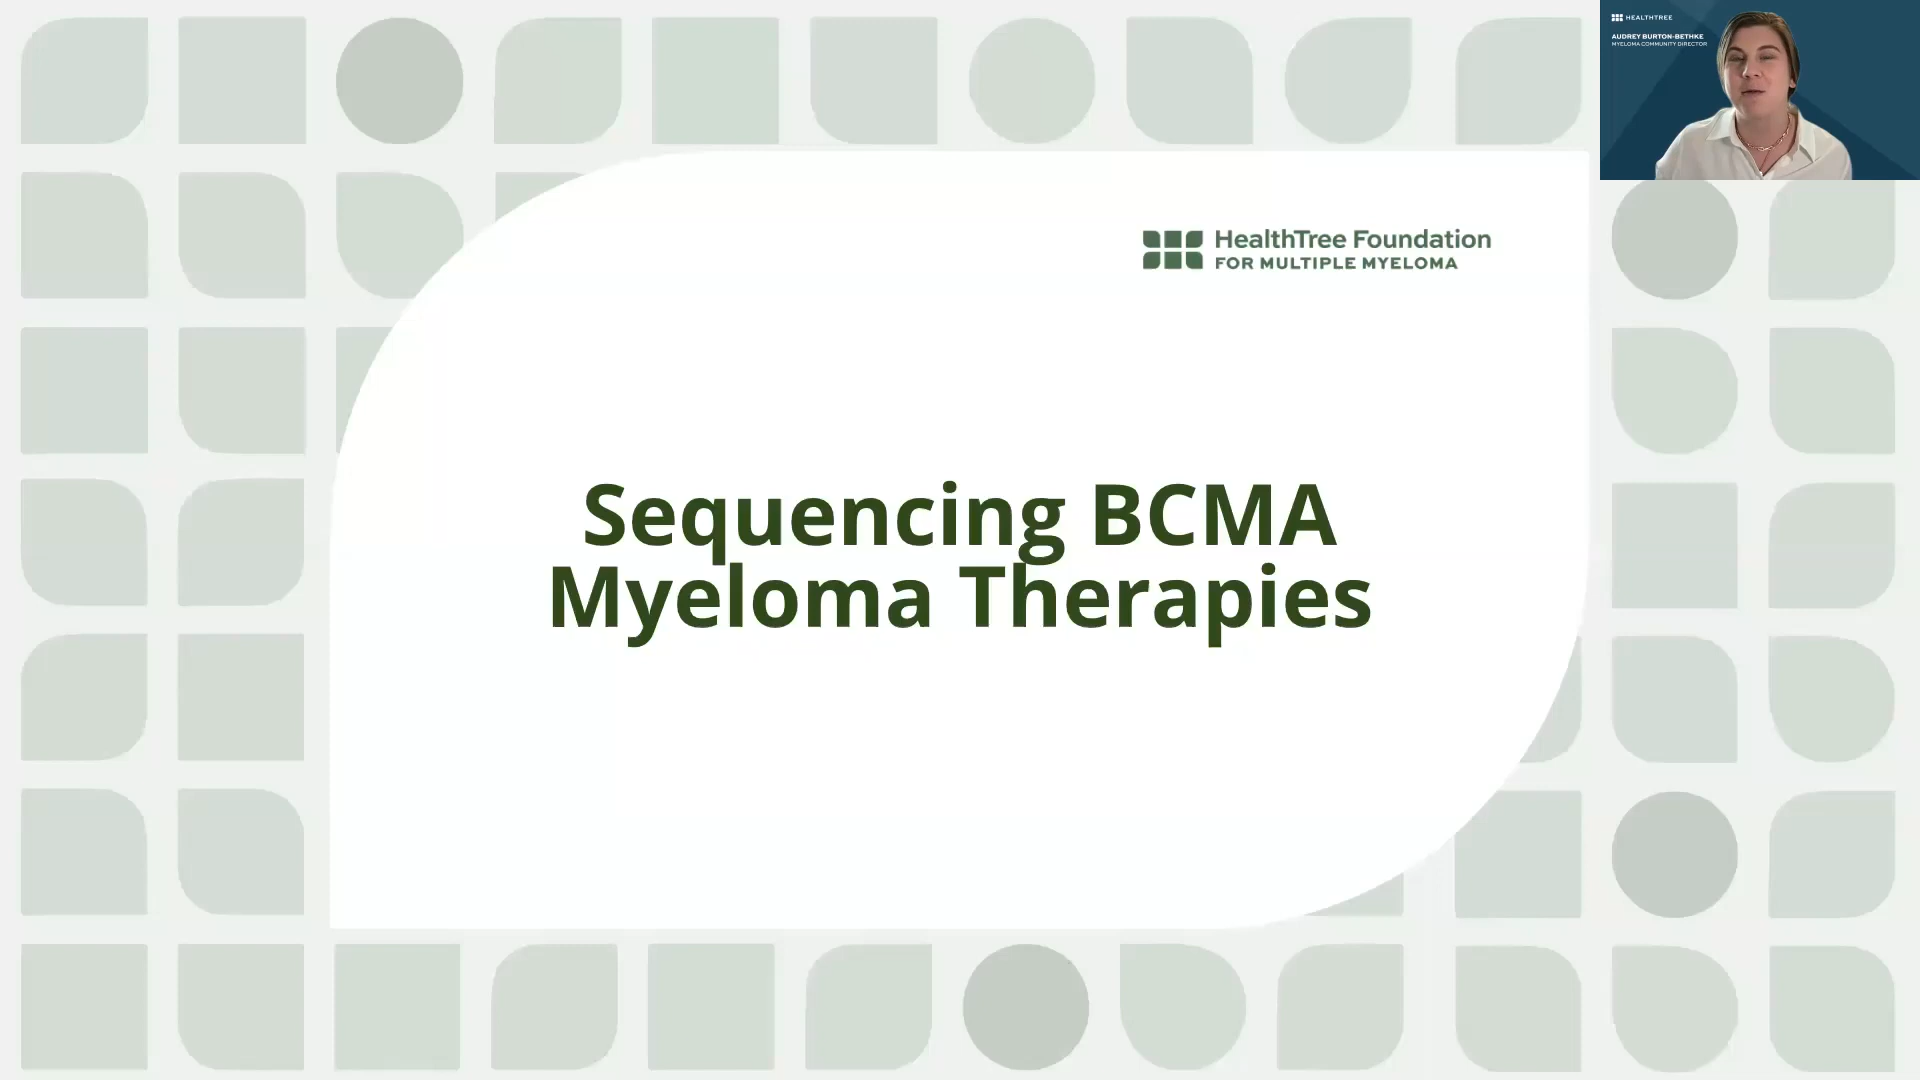 HEALTHTREE
AUDREY BURTON-BETHKE
MYELOMA COMMUNITY DIRECTOR
HealthTree Foundation
FOR MULTIPLE MYELOMA
Sequencing BCMA
Myeloma Therapies